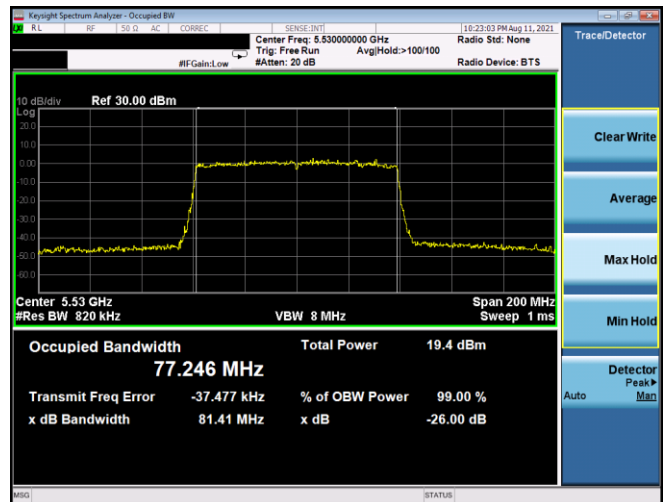 Keysight Spectrum Analyzer - Occupied BW
LXI RL RF 50 Ω AC CORREC SENSE:INT 10:23:03 PM Aug 11, 2021
Center Freq: 5.530000000 GHz Radio Std: None
Trig: Free Run Avg|Hold:>100/100
#IFGain:Low #Atten: 20 dB Radio Device: BTS
Trace/Detector
10 dB/div Ref 30.00 dBm
Log
20.0
10.0
0.00
-10.0
-20.0
-30.0
-40.0
-50.0
-60.0
Center 5.53 GHz Span 200 MHz
#Res BW 820 kHz VBW 8 MHz Sweep 1 ms
Occupied Bandwidth Total Power 19.4 dBm
77.246 MHz
Transmit Freq Error -37.477 kHz % of OBW Power 99.00 %
x dB Bandwidth 81.41 MHz x dB -26.00 dB
Clear Write
Average
Max Hold
Min Hold
Detector
Peak▶
Auto Man
MSG STATUS